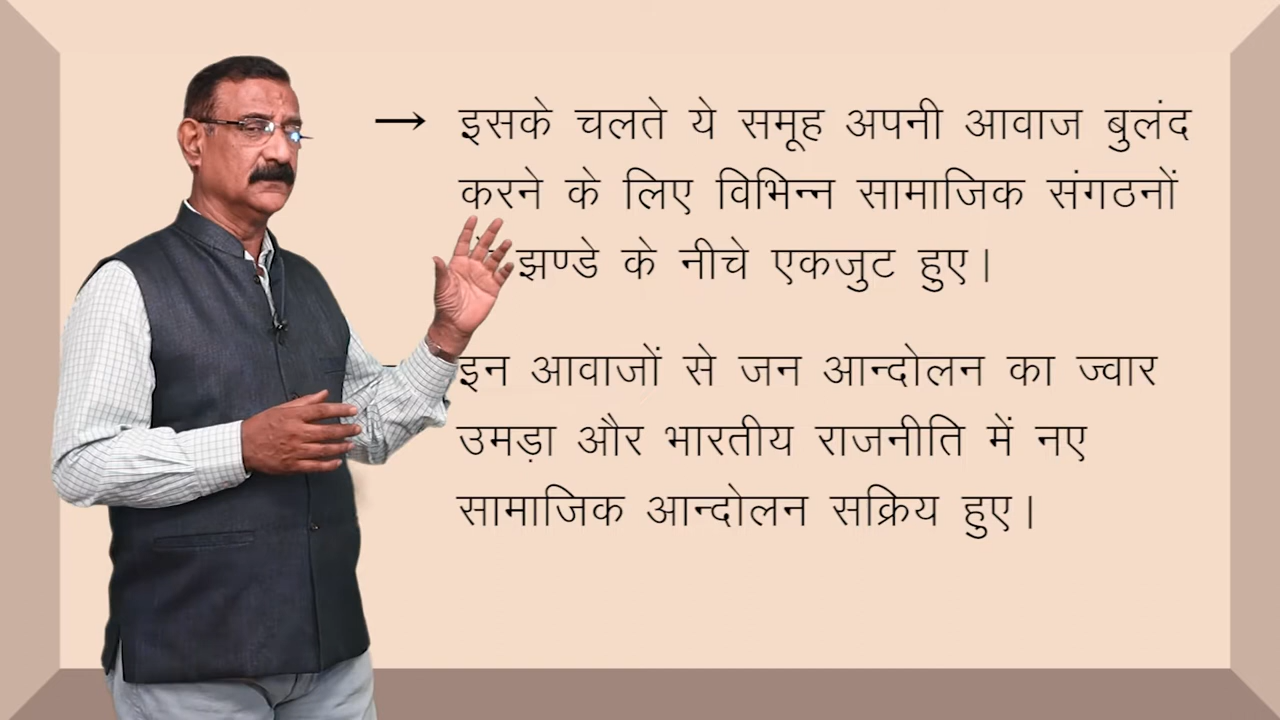 → इसके चलते ये समूह अपनी आवाज बुलंद
करने के लिए विभिन्न सामाजिक संगठनों
झण्डे के नीचे एकजुट हुए।
इन आवाजों से जन आन्दोलन का ज्वार
उमड़ा और भारतीय राजनीति में नए
सामाजिक आन्दोलन सक्रिय हुए।